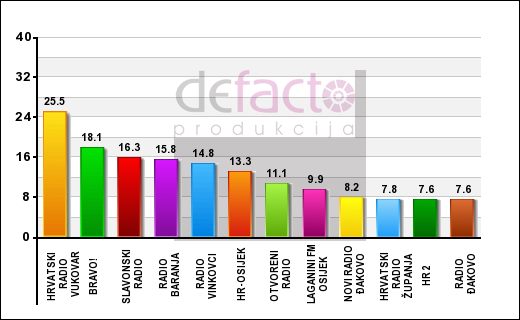 40
32
24
16
8
0
defacto
produkcija
25.5
18.1
16.3
15.8
14.8
13.3
11.1
9.9
8.2
7.8
7.6
7.6
HRVATSKI
RADIO
VUKOVAR
BRAVO!
SLAVONSKI
RADIO
RADIO
BARANJA
RADIO
VINKOVCI
HR-OSIJEK
OTVORENI
RADIO
LAGANINI FM
OSIJEK
NOVI RADIO
ĐAKOVO
HRVATSKI
RADIO
ŽUPANJA
HR 2
RADIO
ĐAKOVO